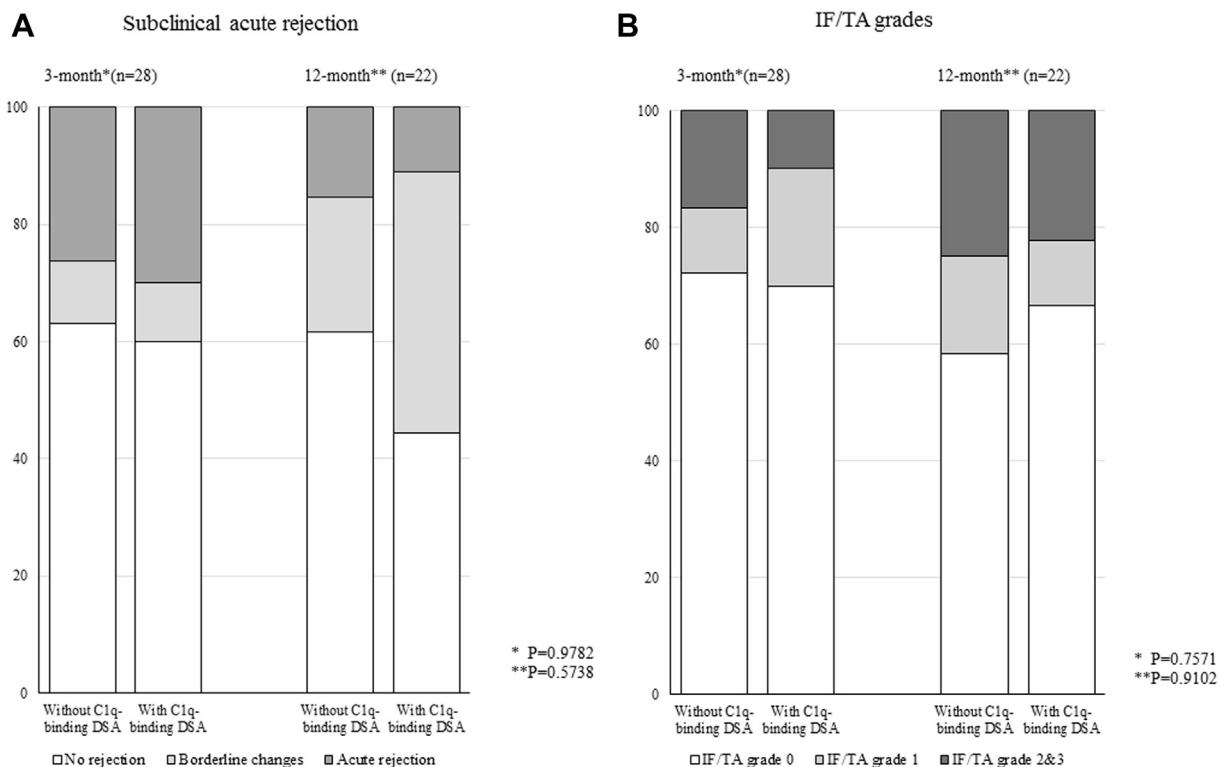 A
Subclinical acute rejection
3-month*(n=28)
12-month** (n=22)
100
80
60
40
20
0
Without C1q-
binding DSA
With C1q-
binding DSA
Without C1q-
binding DSA
With C1q-
binding DSA
* P=0.9782
**P=0.5738
No rejection
Borderline changes
Acute rejection
B
IF/TA grades
3-month*(n=28)
12-month** (n=22)
100
80
60
40
20
0
Without C1q-
binding DSA
With C1q-
binding DSA
Without C1q-
binding DSA
With C1q-
binding DSA
* P=0.7571
**P=0.9102
IF/TA grade 0
IF/TA grade 1
IF/TA grade 2&3